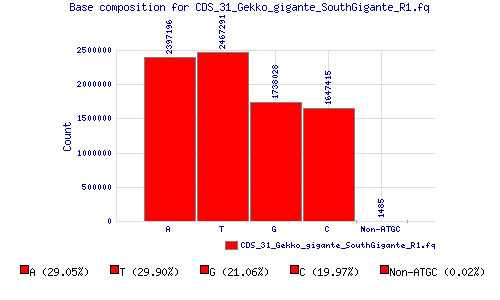 Base composition for CDS_31_Gekko_gigante_SouthGigante_R1.fq
2397196
2467291
1738028
1647415
1485
2500000
2000000
1500000
1000000
500000
0
Count
A T G C Non-ATGC
CDS_31_Gekko_gigante_SouthGigante_R1.fq
A (29.05%) T (29.90%) G (21.06%) C (19.97%) Non-ATGC (0.02%)